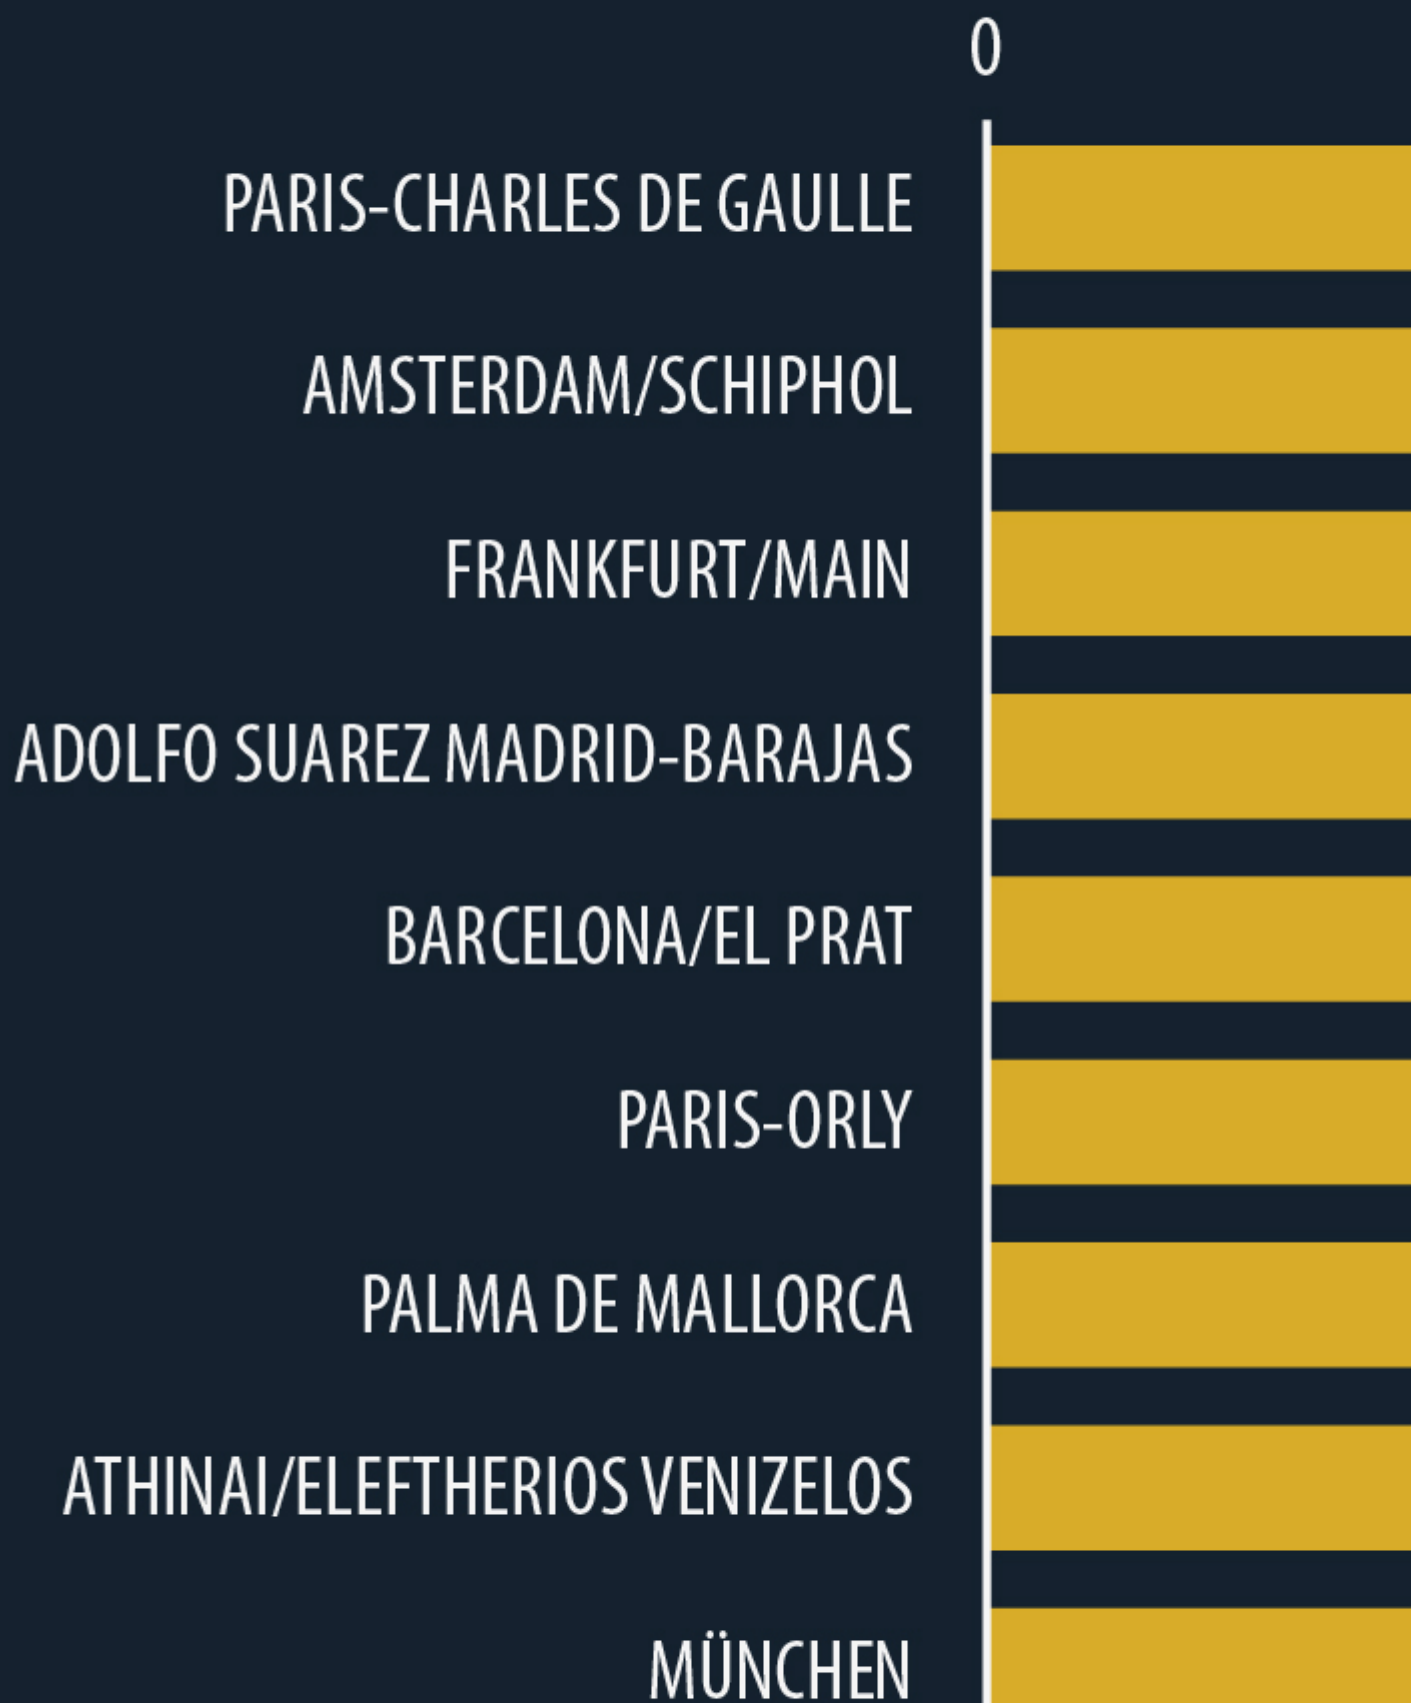 0
PARIS-CHARLES DE GAULLE
AMSTERDAM/SCHIPHOL
FRANKFURT/MAIN
ADOLFO SUAREZ MADRID-BARAJAS
BARCELONA/EL PRAT
PARIS-ORLY
PALMA DE MALLORCA
ATHINAI/ELEFTHERIOS VENIZELOS
MÜNCHEN